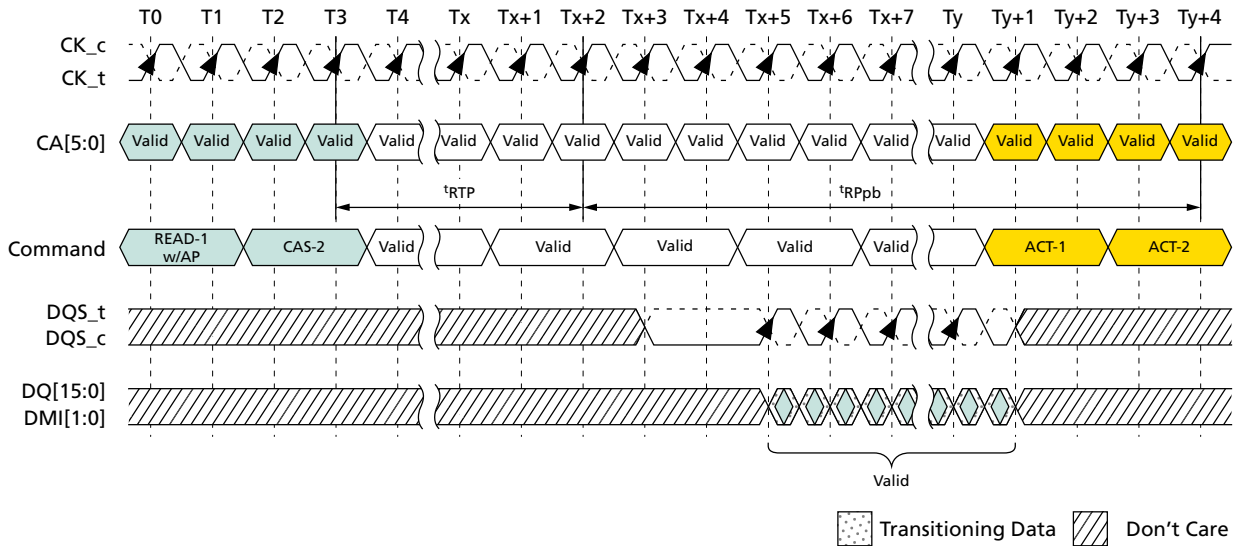 T0 T1 T2 T3 T4 Tx Tx+1 Tx+2 Tx+3 Tx+4 Tx+5 Tx+6 Tx+7 Ty Ty+1 Ty+2 Ty+3 Ty+4
CK_c
CK_t
CA[5:0] Valid Valid Valid Valid Valid Valid Valid Valid Valid Valid Valid Valid Valid Valid Valid Valid Valid Valid
tRTP tRPpb
Command READ-1 w/AP CAS-2 Valid Valid Valid Valid Valid ACT-1 ACT-2
DQS_t
DQS_c
DQ[15:0]
DMI[1:0]
Valid
Transitioning Data Don't Care